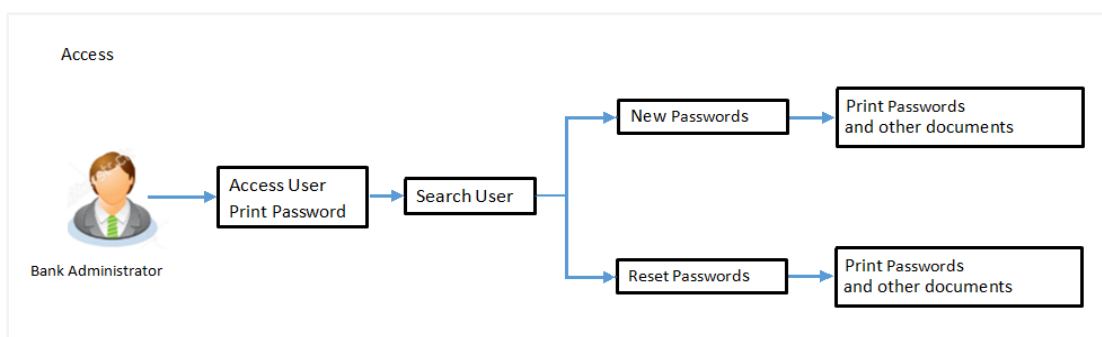 Access
Bank Administrator
Access User
Print Password
Search User
New Passwords
Print Passwords
and other documents
Reset Passwords
Print Passwords
and other documents